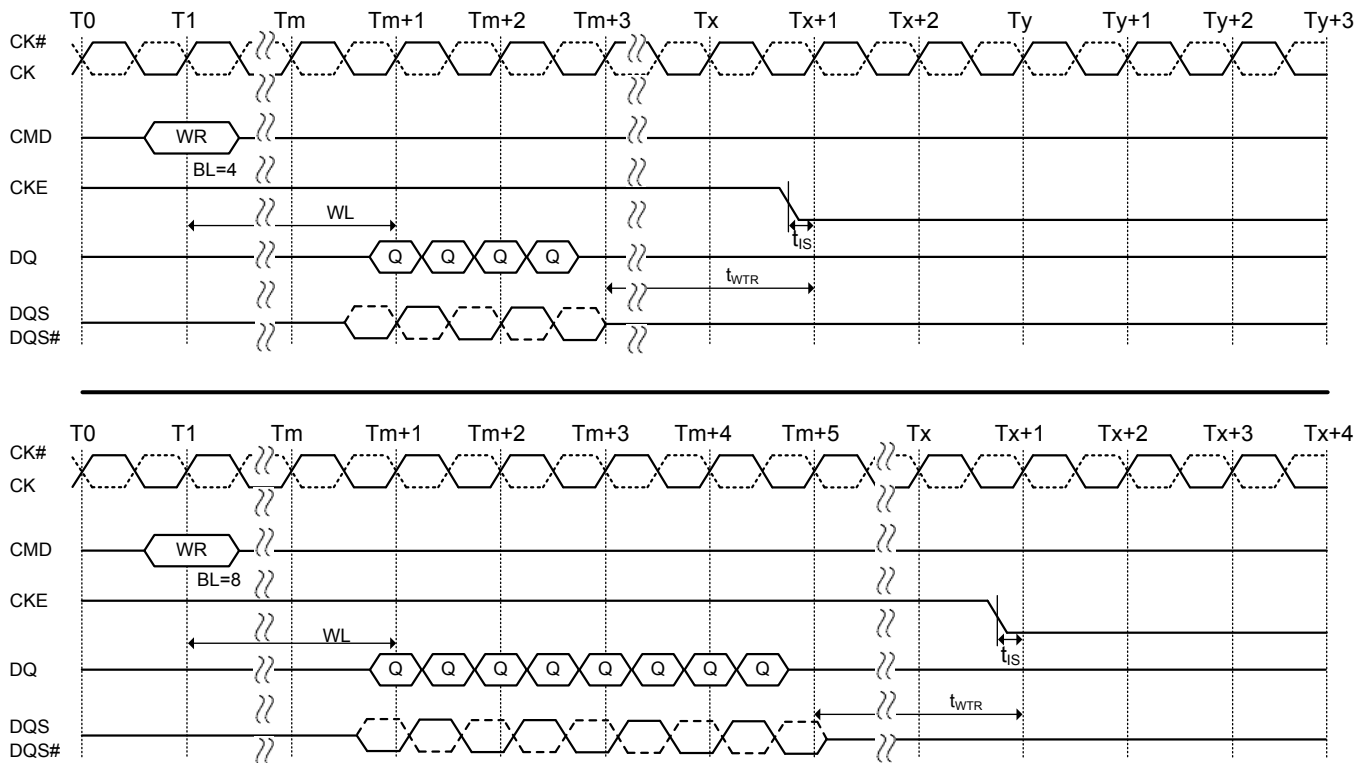 T0 T1 Tm Tm+1 Tm+2 Tm+3 Tx Tx+1 Tx+2 Ty Ty+1 Ty+2 Ty+3
CK#
CK
CMD WR
BL=4
CKE
WL
tIS
DQ Q Q Q Q
tWTR
DQS
DQS#
T0 T1 Tm Tm+1 Tm+2 Tm+3 Tm+4 Tm+5 Tx Tx+1 Tx+2 Tx+3 Tx+4
CK#
CK
CMD WR
BL=8
CKE
WL
tIS
DQ Q Q Q Q Q Q Q Q
tWTR
DQS
DQS#